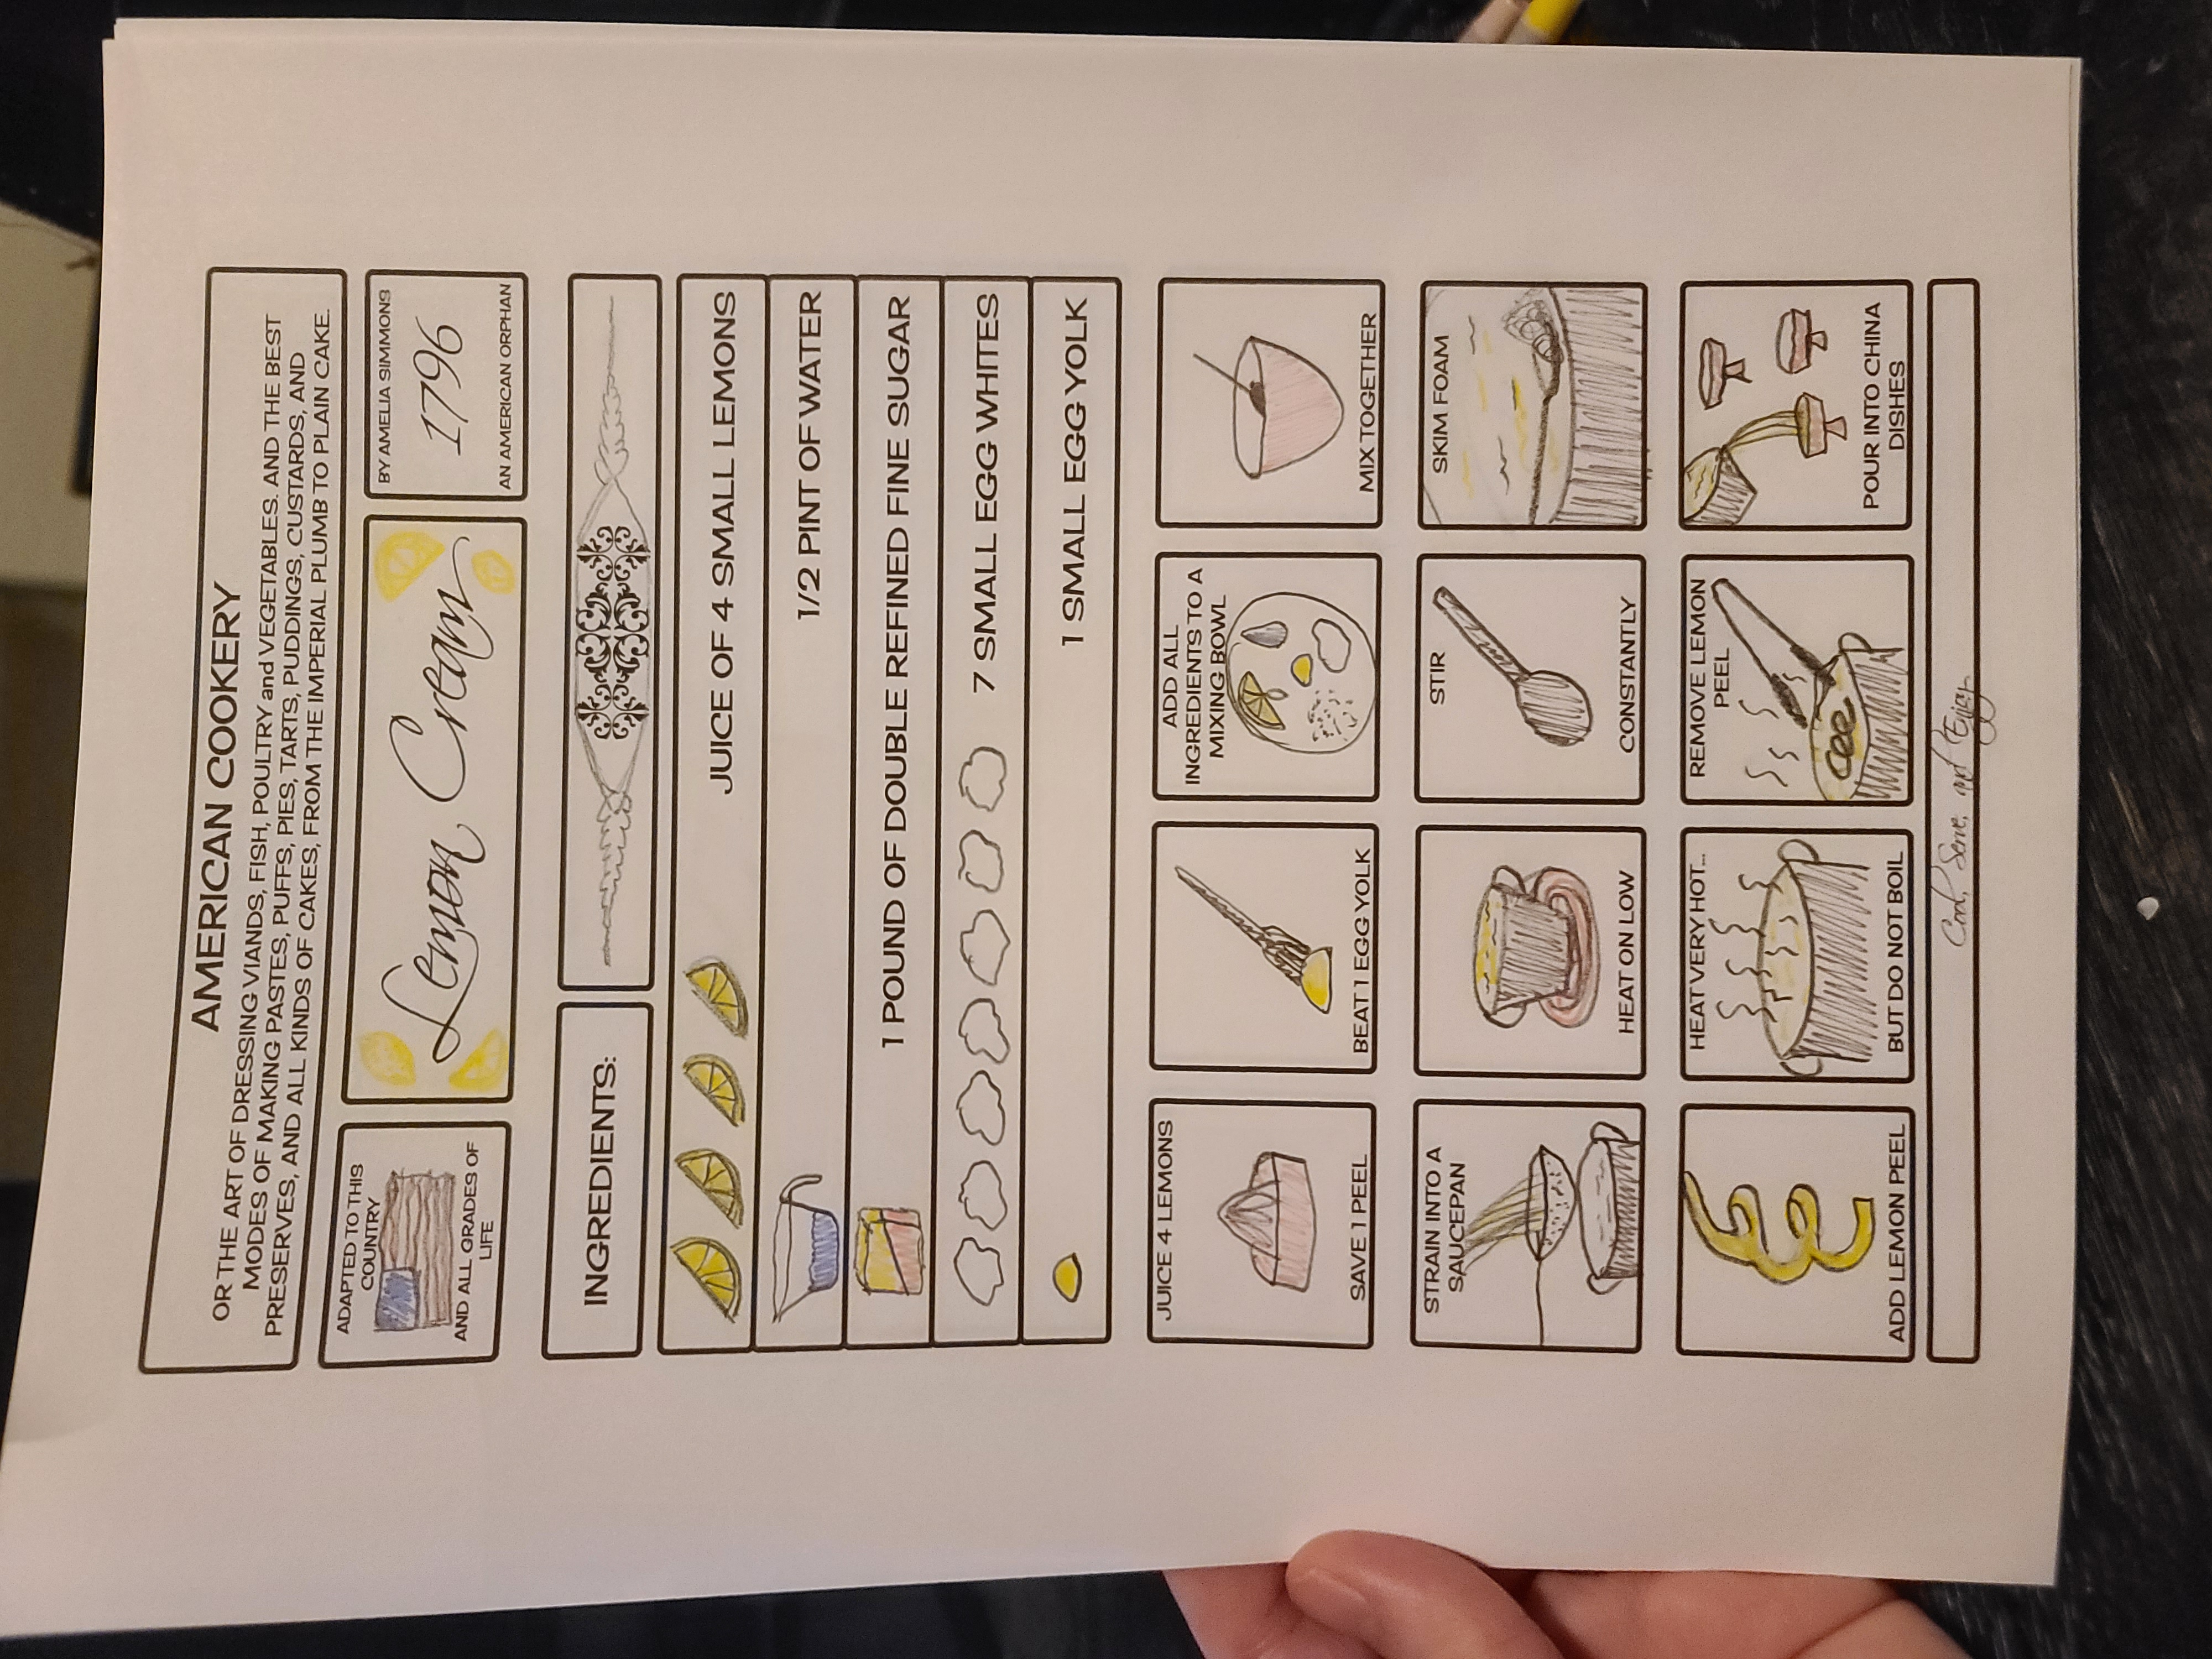 AMERICAN COOKERY
OR THE ART OF DRESSING VIANDS, FISH, POULTRY and VEGETABLES. AND THE BEST
MODES OF MAKING PASTES, PUFFS, PIES, TARTS, PUDDINGS, CUSTARDS, AND
PRESERVES, AND ALL KINDS OF CAKES, FROM THE IMPERIAL PLUMB TO PLAIN CAKE.
ADAPTED TO THIS
COUNTRY
AND ALL GRADES OF
LIFE
Lemon Cream
BY AMELIA SIMMONS
1796
AN AMERICAN ORPHAN
INGREDIENTS:
JUICE OF 4 SMALL LEMONS
1/2 PINT OF WATER
1 POUND OF DOUBLE REFINED FINE SUGAR
7 SMALL EGG WHITES
1 SMALL EGG YOLK
JUICE 4 LEMONS
SAVE 1 PEEL
BEAT 1 EGG YOLK
ADD ALL
INGREDIENTS TO A
MIXING BOWL
MIX TOGETHER
STRAIN INTO A
SAUCEPAN
HEAT ON LOW
STIR
CONSTANTLY
SKIM FOAM
ADD LEMON PEEL
HEAT VERY HOT...
BUT DO NOT BOIL
REMOVE LEMON
PEEL
POUR INTO CHINA
DISHES
Cool, Serve, and Enjoy